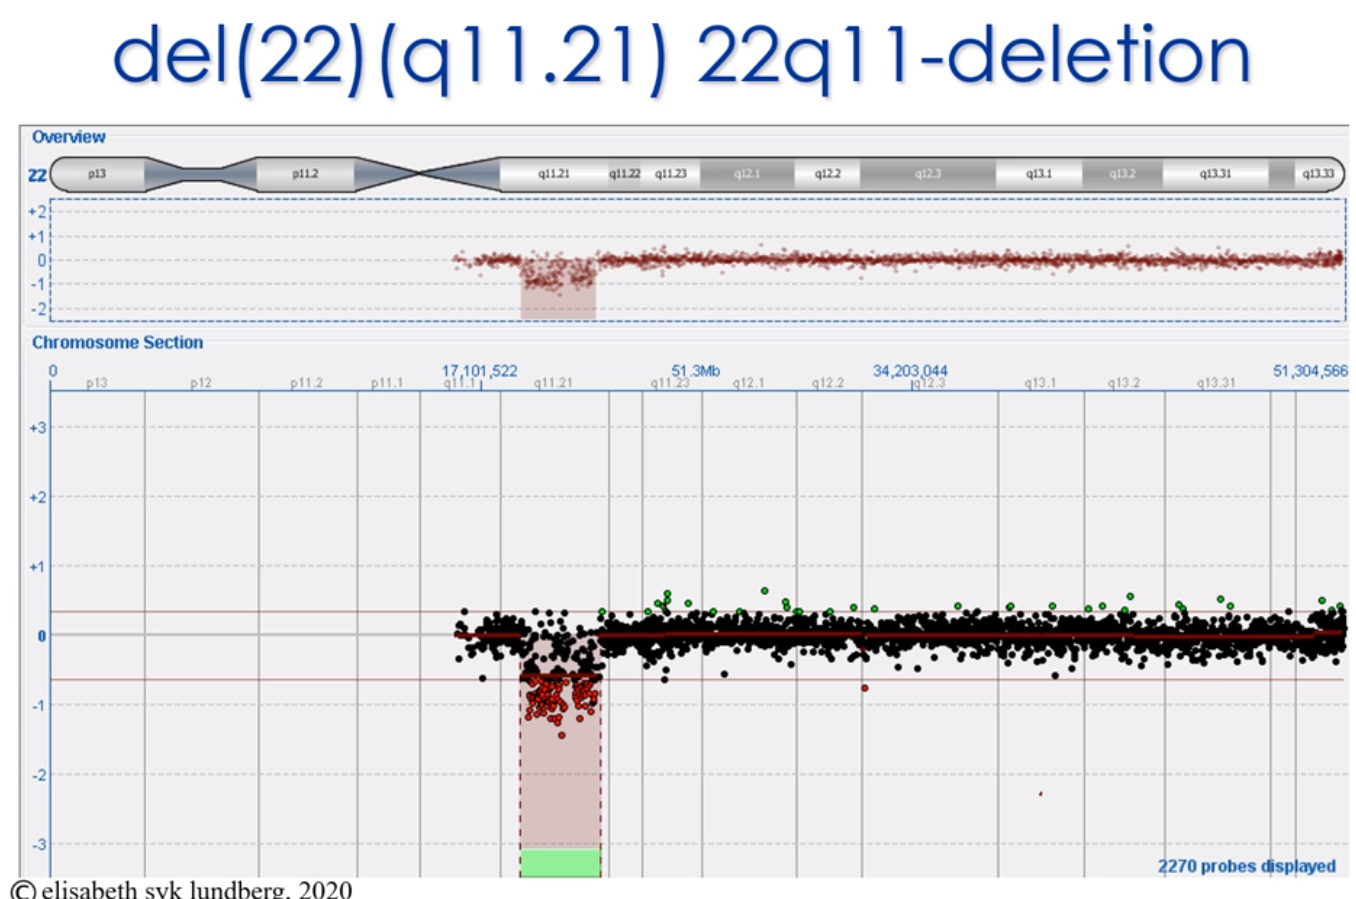 del(22)(q11.21) 22q11-deletion
Overview
22 p13 p11.2 q11.21 q11.22 q11.23 q12.1 q12.2 q12.3 q13.1 q13.2 q13.31 q13.33
+2
+1
0
-1
-2
Chromosome Section
0 17,101,522 51.3Mb 34,203,044 51,304,566
p13 p12 p11.2 p11.1 q11.1 q11.21 q11.23 q12.1 q12.2 q12.3 q13.1 q13.2 q13.31
+3
+2
+1
0
-1
-2
-3
2270 probes displayed
© elisabeth syk lundberg, 2020